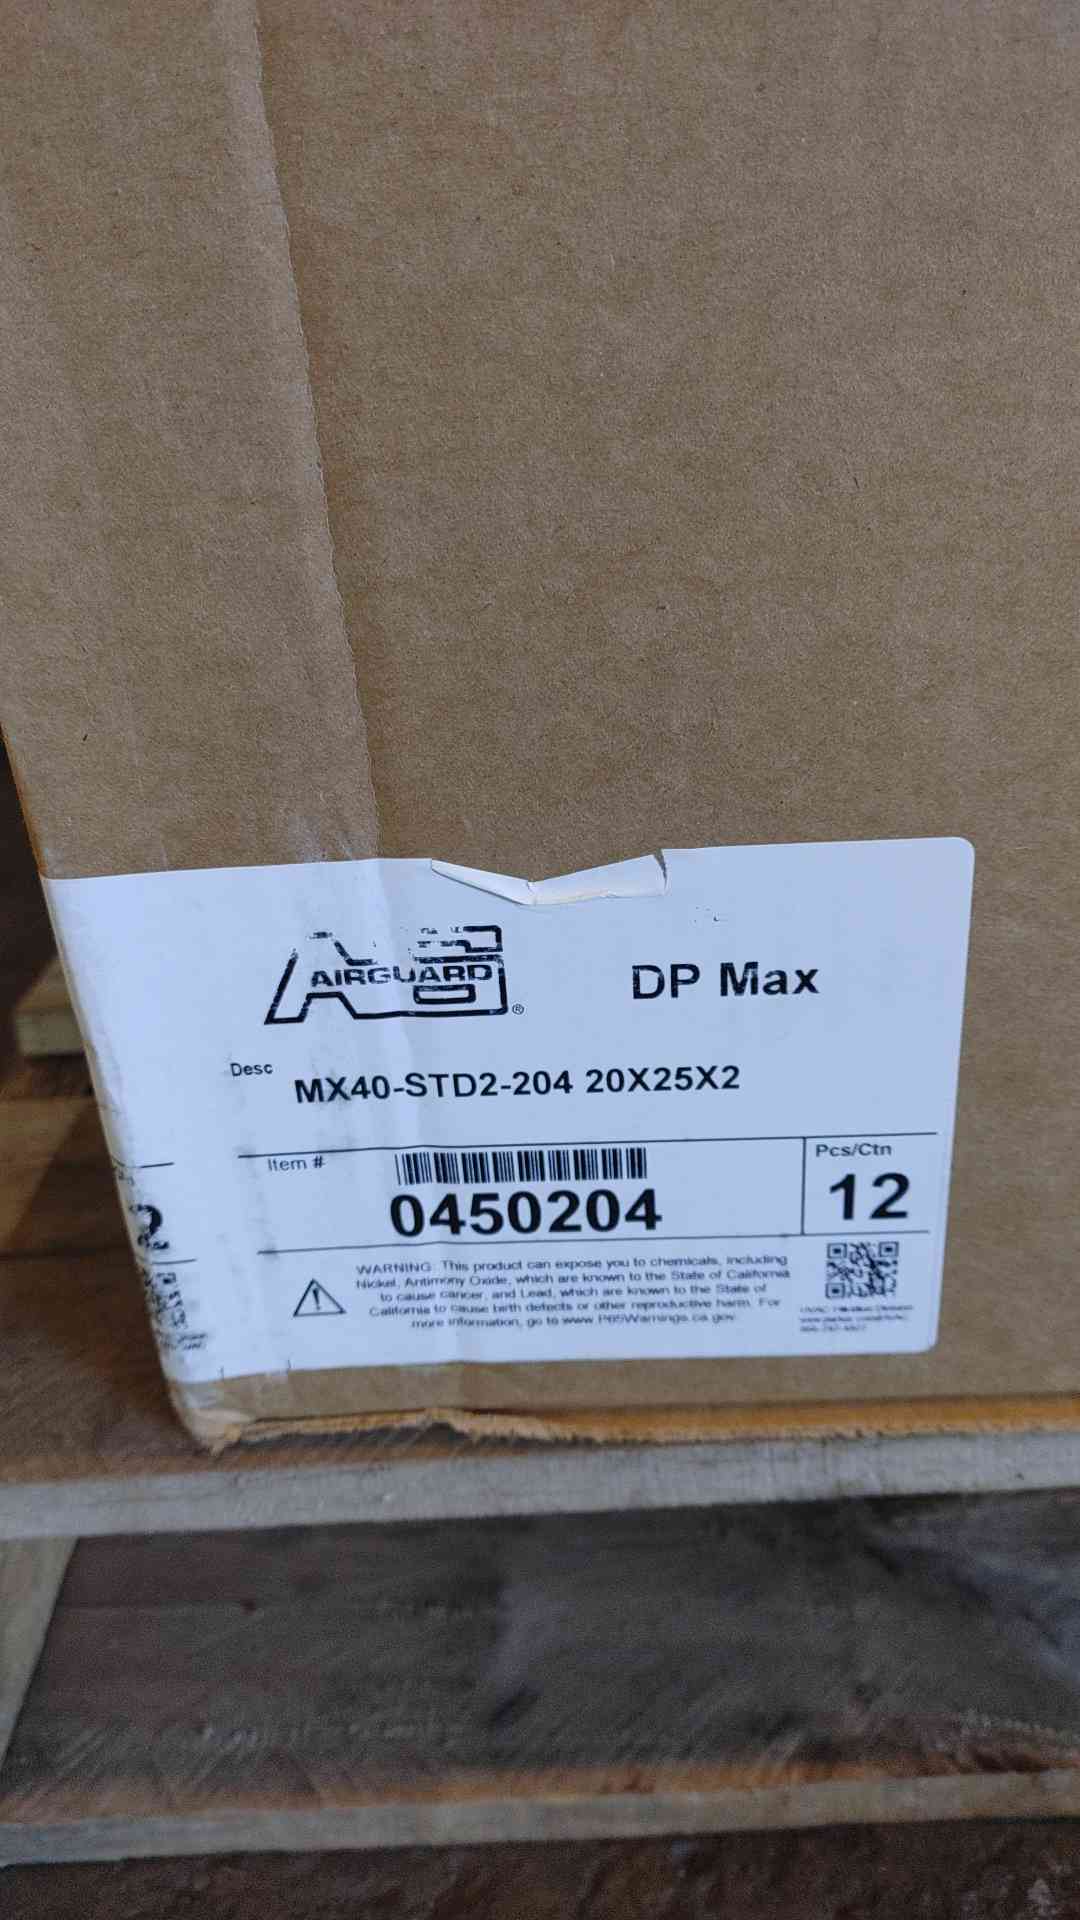 AIRGUARD ®
DP Max
Desc
MX40-STD2-204 20X25X2
Item #
Pcs/Ctn
0450204
12
2
WARNING: This product can expose you to chemicals, including
Nickel, Antimony Oxide, which are known to the State of California
to cause cancer, and Lead, which are known to the State of
California to cause birth defects or other reproductive harm. For
more information, go to www.P65Warnings.ca.gov.